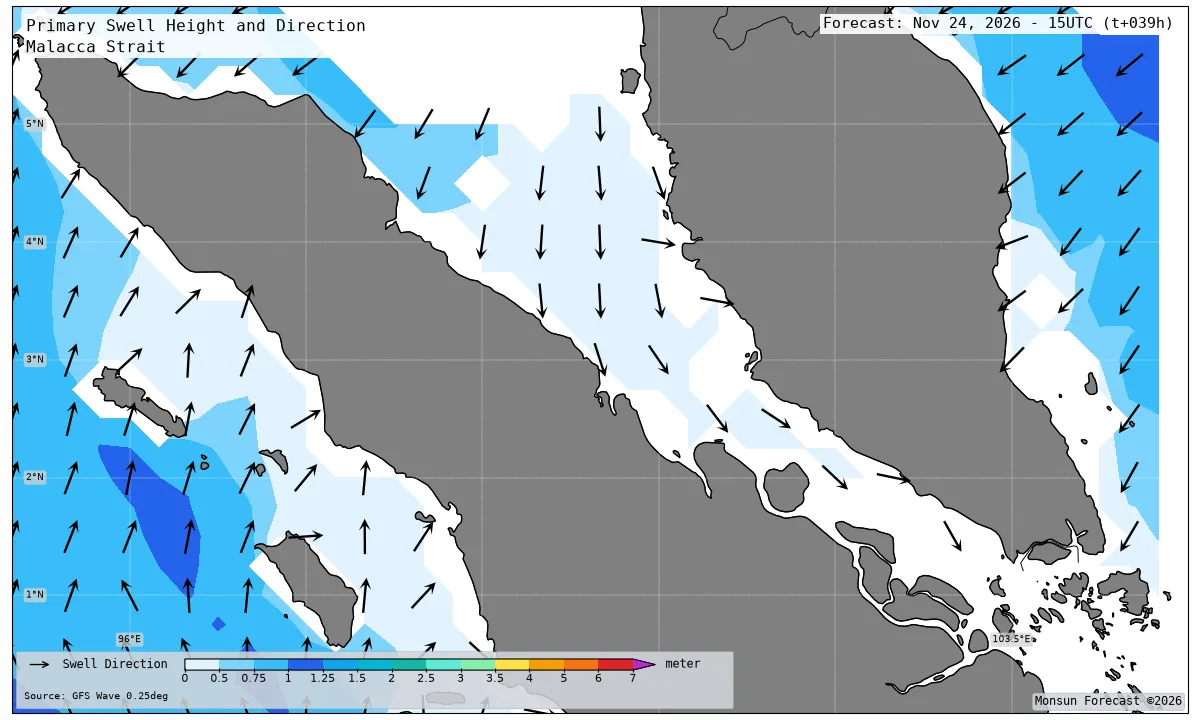 Primary Swell Height and Direction
Malacca Strait
Forecast: Nov 24, 2026 - 15UTC (t+039h)
5°N
4°N
3°N
2°N
1°N
96°E
103.5°E
Swell Direction
meter
0 0.5 0.75 1 1.25 1.5 2 2.5 3 3.5 4 5 6 7
Source: GFS Wave 0.25deg
Monsun Forecast ©2026